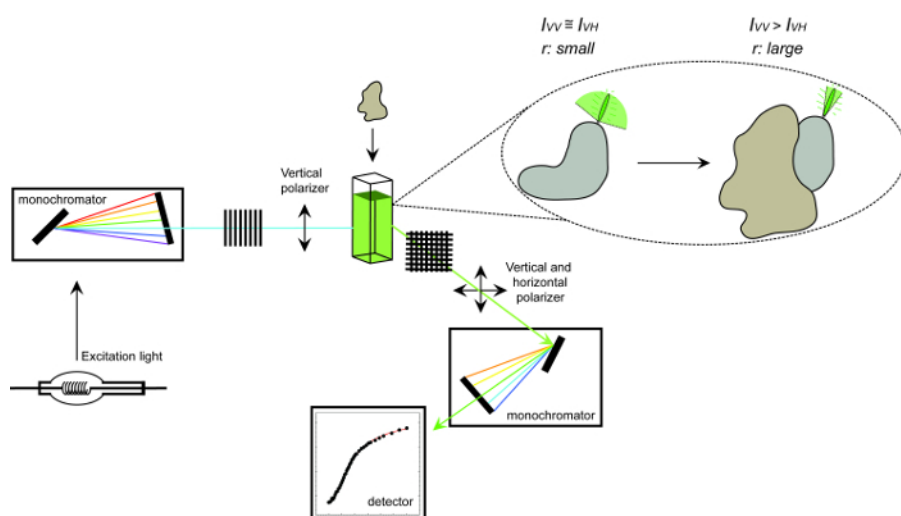 IVV ≅ IVH
r: small
IVV > IVH
r: large
Vertical
polarizer
monochromator
Vertical and
horizontal
polarizer
Excitation light
monochromator
detector